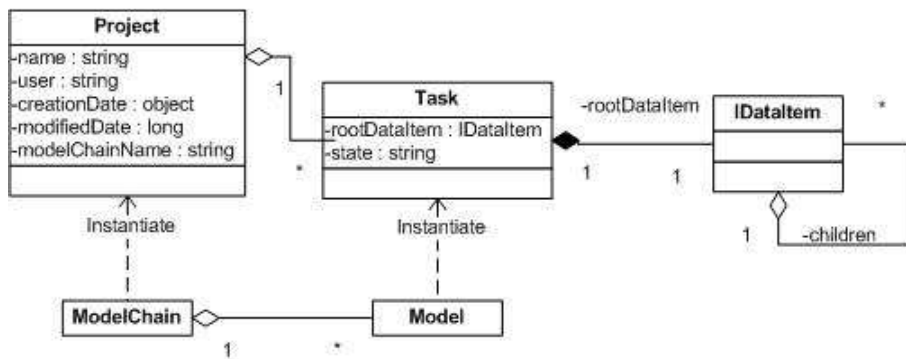 Project
-name : string
-user : string
-creationDate : object
-modifiedDate : long
-modelChainName : string
1
*
Task
-rootDataItem : IDataItem
-state : string
-rootDataItem
1
1
IDataItem
*
1
-children
Instantiate
Instantiate
ModelChain
1
*
Model